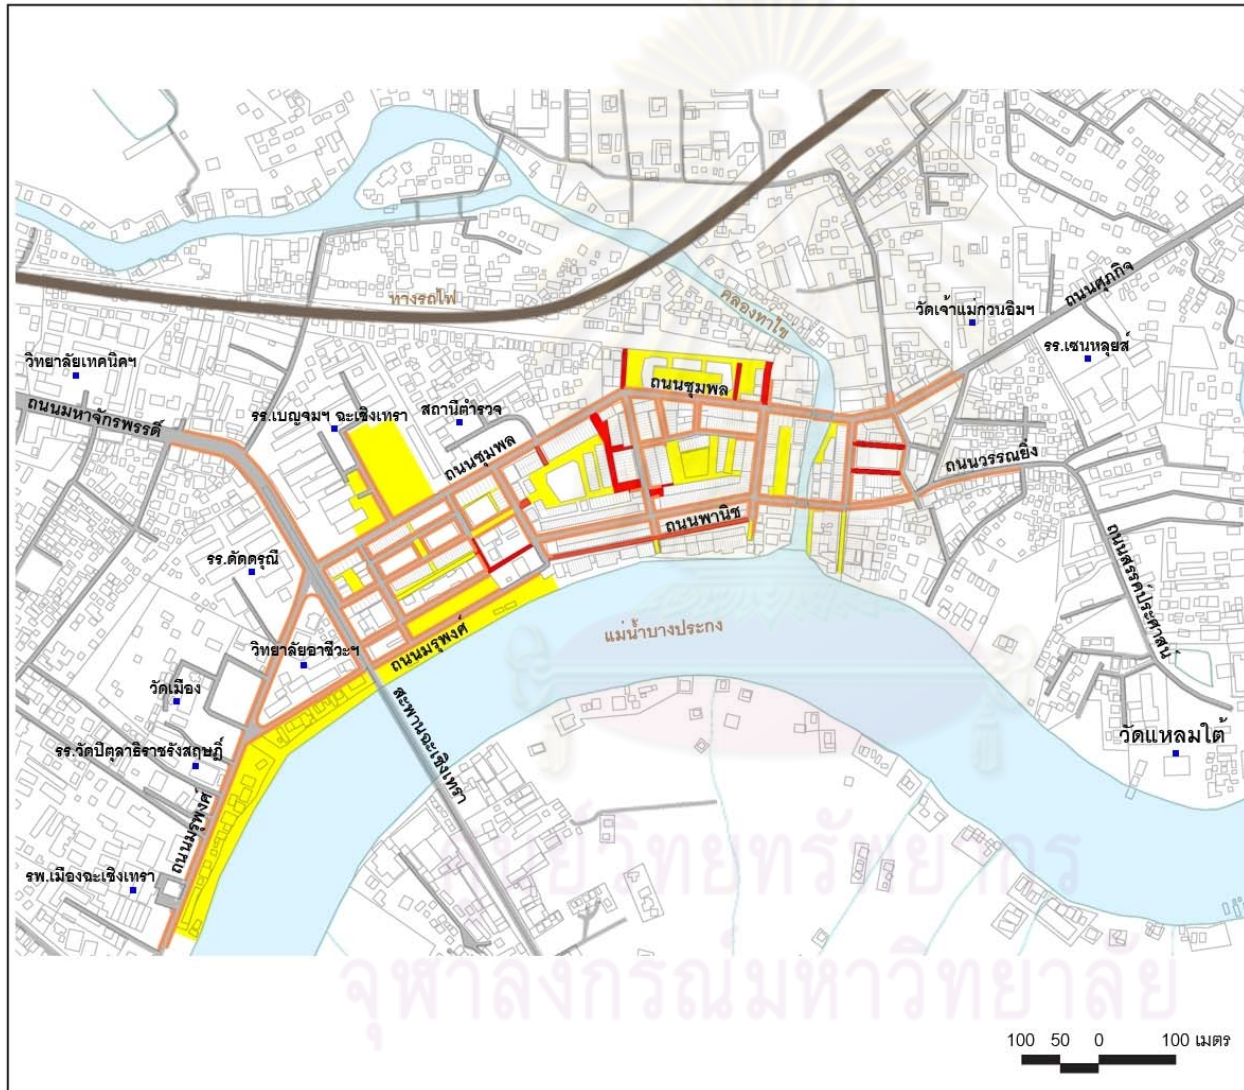 ทางรถไฟ
คลองท่าไข่
ถนนศุภกิจ
วัดเจ้าแม่กวนอิมฯ
รร.เซนหลุยส์
วิทยาลัยเทคนิคฯ
ถนนมหาจักรพรรดิ์
รร.เบญจมฯ ฉะเชิงเทรา
สถานีตำรวจ
ถนนชุมพล
ถนนชุมพล
ถนนวรรณยิ่ง
ถนนพานิช
ถนนสรรค์ประศาสน์
รร.ดัดดรุณี
แม่น้ำบางปะกง
วิทยาลัยอาชีวะฯ
ถนนมรุพงศ์
วัดเมือง
สะพานฉะเชิงเทรา
รร.วัดปิตุลาธิราชรังสฤษฎิ์
วัดแหลมใต้
ถนนมรุพงศ์
รพ.เมืองฉะเชิงเทรา
ศูนย์วิทยทรัพยากร
จุฬาลงกรณ์มหาวิทยาลัย
100 50 0 100 เมตร